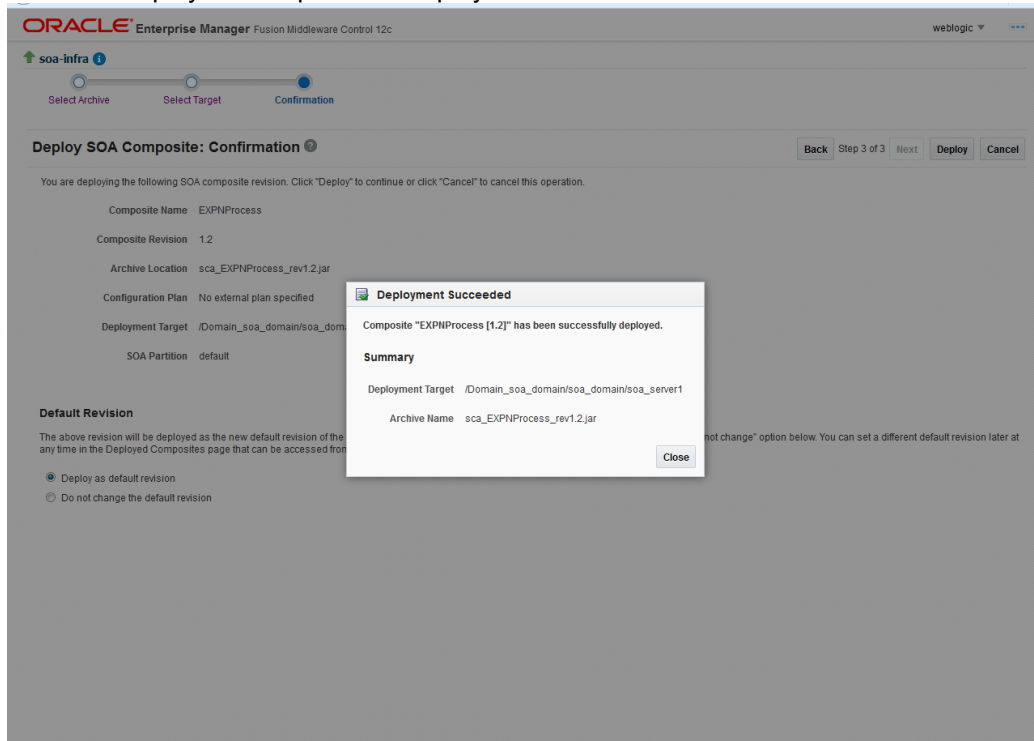 ORACLE Enterprise Manager Fusion Middleware Control 12c
weblogic
soa-infra
Select Archive Select Target Confirmation
Deploy SOA Composite: Confirmation
Back Step 3 of 3 Next Deploy Cancel
You are deploying the following SOA composite revision. Click "Deploy" to continue or click "Cancel" to cancel this operation.
Composite Name EXPNProcess
Composite Revision 1.2
Archive Location sca_EXPNProcess_rev1.2.jar
Configuration Plan No external plan specified
Deployment Target /Domain_soa_domain/soa_dom
SOA Partition default
Deployment Succeeded
Composite "EXPNProcess [1.2]" has been successfully deployed.
Summary
Deployment Target /Domain_soa_domain/soa_domain/soa_server1
Archive Name sca_EXPNProcess_rev1.2.jar
Close
Default Revision
The above revision will be deployed as the new default revision of the not change" option below. You can set a different default revision later at
any time in the Deployed Composites page that can be accessed from
Deploy as default revision
Do not change the default revision